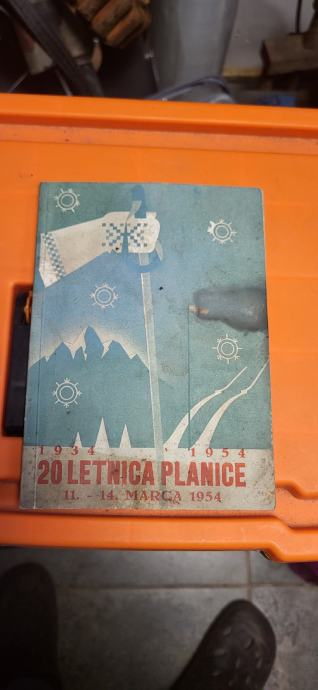 1934 1954
20 LETNICA PLANICE
11. - 14. MARCA 1954